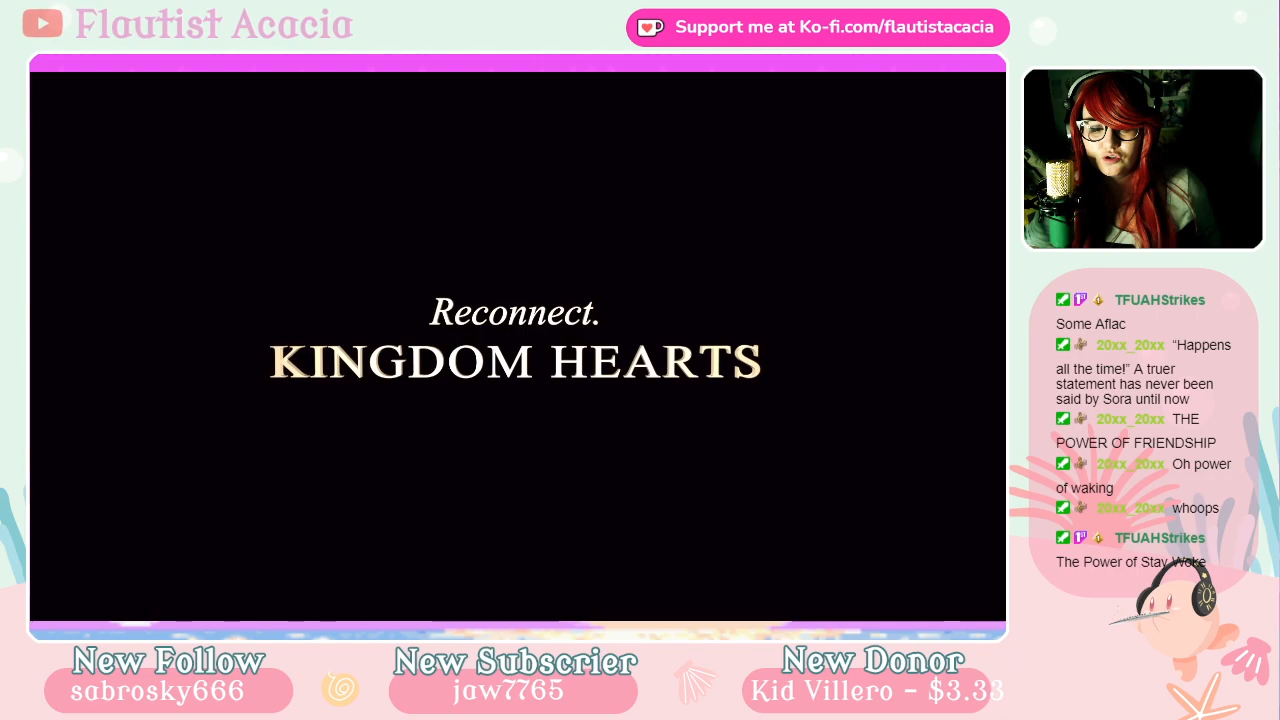 Flautist Acacia
Support me at Ko-fi.com/flautistacacia
Reconnect.
KINGDOM HEARTS
TFUAHStrikes
Some Aflac
20xx_20xx “Happens
all the time!” A truer
statement has never been
said by Sora until now
20xx_20xx THE
POWER OF FRIENDSHIP
20xx_20xx Oh power
of waking
20xx_20xx whoops
TFUAHStrikes
The Power of Stay Woke
New Follow
sabrosky666
New Subscrier
jaw7765
New Donor
Kid Villero - $3.33